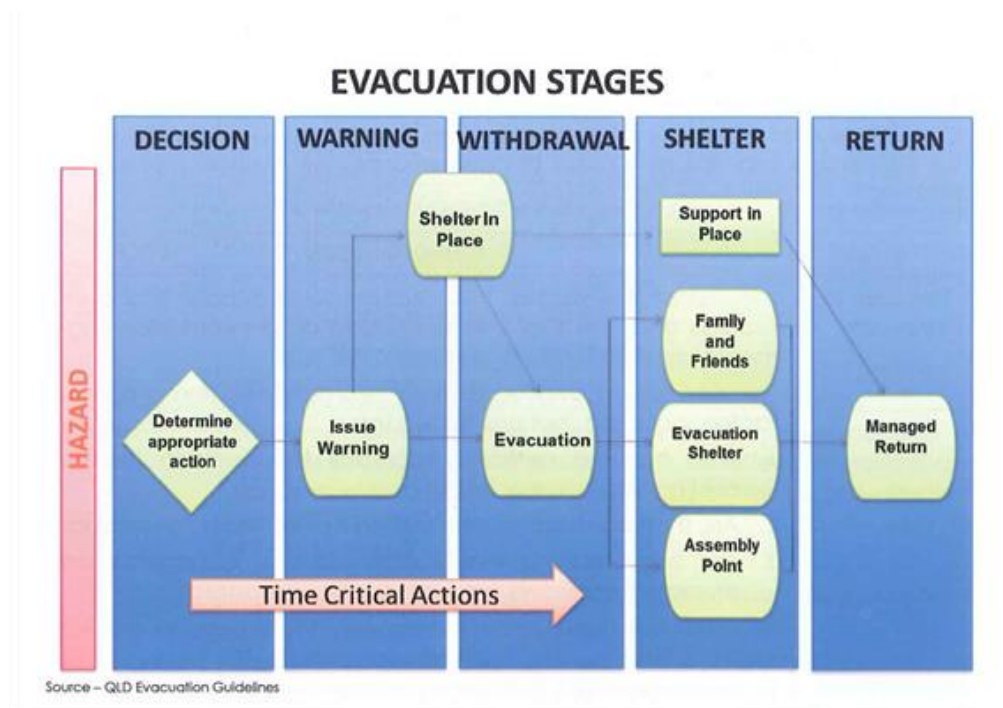 EVACUATION STAGES
DECISION
WARNING
WITHDRAWAL
SHELTER
RETURN
HAZARD
Shelter In
Place
Support in
Place
Family
and
Friends
Determine
appropriate
action
Issue
Warning
Evacuation
Evacuation
Shelter
Managed
Return
Assembly
Point
Time Critical Actions
Source – QLD Evacuation Guidelines